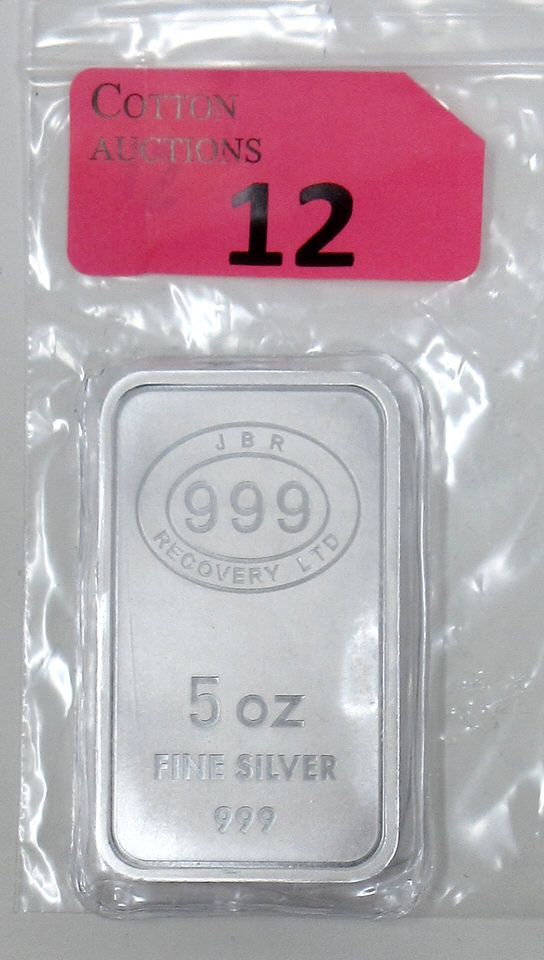 COTTON
AUCTIONS
12
JBR
999
RECOVERY LTD
5 oz
FINE SILVER
999